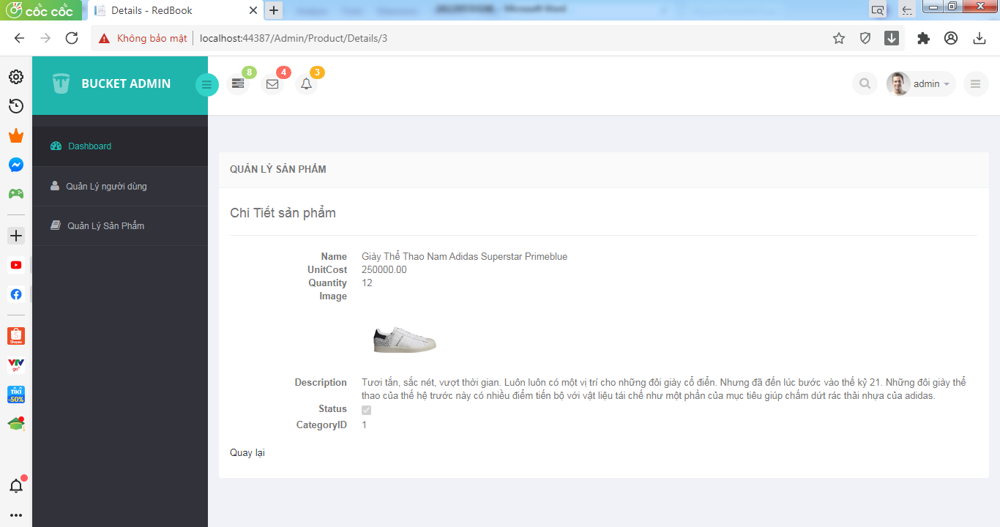 cốc cốc
Details - RedBook
Không bảo mật
localhost:44387/Admin/Product/Details/3
BUCKET ADMIN
8
4
3
admin
Dashboard
Quản Lý người dùng
Quản Lý Sản Phẩm
QUẢN LÝ SẢN PHẨM
Chi Tiết sản phẩm
Name Giày Thể Thao Nam Adidas Superstar Primeblue
UnitCost 250000.00
Quantity 12
Image
Description Tươi tắn, sắc nét, vượt thời gian. Luôn luôn có một vị trí cho những đôi giày cổ điển. Nhưng đã đến lúc bước vào thế kỷ 21. Những đôi giày thể
thao của thế hệ trước này có nhiều điểm tiến bộ với vật liệu tái chế như một phần của mục tiêu giúp chấm dứt rác thải nhựa của adidas.
Status
CategoryID 1
Quay lại
Shopee
VTV
go
TIKI
-50%